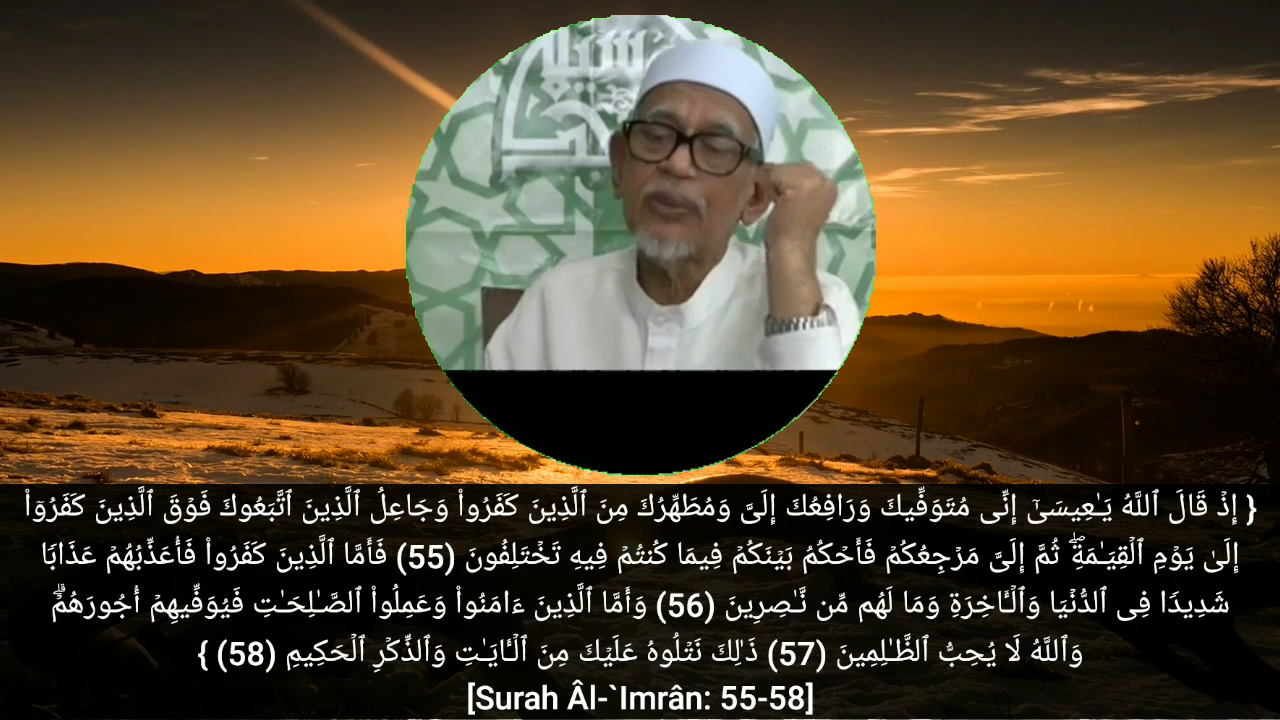 { إِذۡ قَالَ ٱللَّهُ يَـٰعِيسَىٰۤ إِنِّی مُتَوَفِّيكَ وَرَافِعُكَ إِلَیَّ وَمُطَهِّرُكَ مِنَ ٱلَّذِينَ كَفَرُوا۟ وَجَاعِلُ ٱلَّذِينَ ٱتَّبَعُوكَ فَوۡقَ ٱلَّذِينَ كَفَرُوۤا۟
إِلَىٰ يَوۡمِ ٱلۡقِيَـٰمَةِۖ ثُمَّ إِلَیَّ مَرۡجِعُكُمۡ فَأَحۡكُمُ بَيۡنَكُمۡ فِيمَا كُنتُمۡ فِيهِ تَخۡتَلِفُونَ (55) فَأَمَّا ٱلَّذِينَ كَفَرُوا۟ فَأُعَذِّبُهُمۡ عَذَابࣰا
شَدِيدࣰا فِی ٱلدُّنۡيَا وَٱلۡـَٔاخِرَةِ وَمَا لَهُم مِّن نَّـٰصِرِينَ (56) وَأَمَّا ٱلَّذِينَ ءَامَنُوا۟ وَعَمِلُوا۟ ٱلصَّـٰلِحَـٰتِ فَيُوَفِّيهِمۡ أُجُورَهُمۡۗ
وَٱللَّهُ لَا يُحِبُّ ٱلظَّـٰلِمِينَ (57) ذَ ٰلِكَ نَتۡلُوهُ عَلَيۡكَ مِنَ ٱلۡـَٔايَـٰتِ وَٱلذِّكۡرِ ٱلۡحَكِيمِ (58) }
[Surah Âl-`Imrân: 55-58]